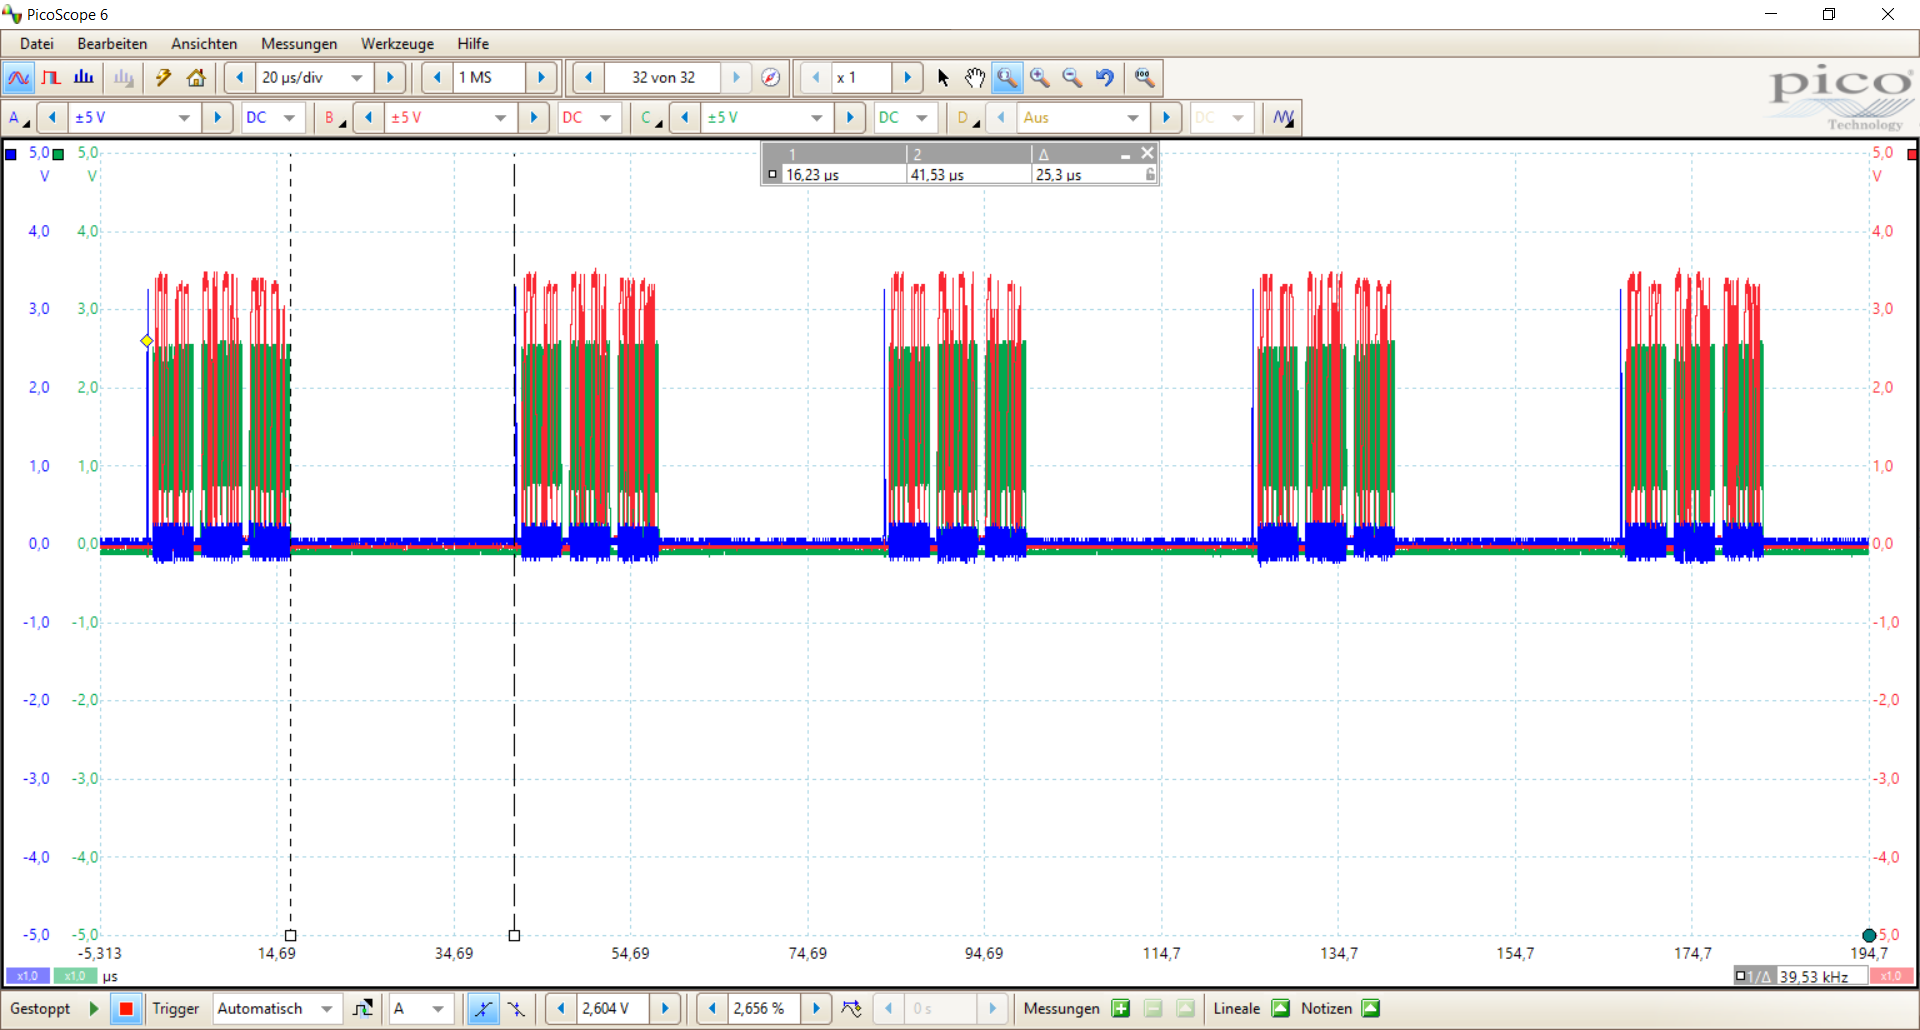 PicoScope 6
Datei Bearbeiten Ansichten Messungen Werkzeuge Hilfe
20 µs/div 1 MS 32 von 32 x 1
pico
Technology
A ±5 V DC B ±5 V DC C ±5 V DC D Aus DC
1 2 Δ
16,23 µs 41,53 µs 25,3 µs
5,0 5,0 5,0
V V V
4,0 4,0 4,0
3,0 3,0 3,0
2,0 2,0 2,0
1,0 1,0 1,0
0,0 0,0 0,0
-1,0 -1,0 -1,0
-2,0 -2,0 -2,0
-3,0 -3,0 -3,0
-4,0 -4,0 -4,0
-5,0 -5,0 -5,0
-5,313 14,69 34,69 54,69 74,69 94,69 114,7 134,7 154,7 174,7 194,7
x1,0 x1,0 µs 1/Δ 39,53 kHz x1,0
Gestoppt Trigger Automatisch A 2,604 V 2,656 % 0 s Messungen Lineale Notizen